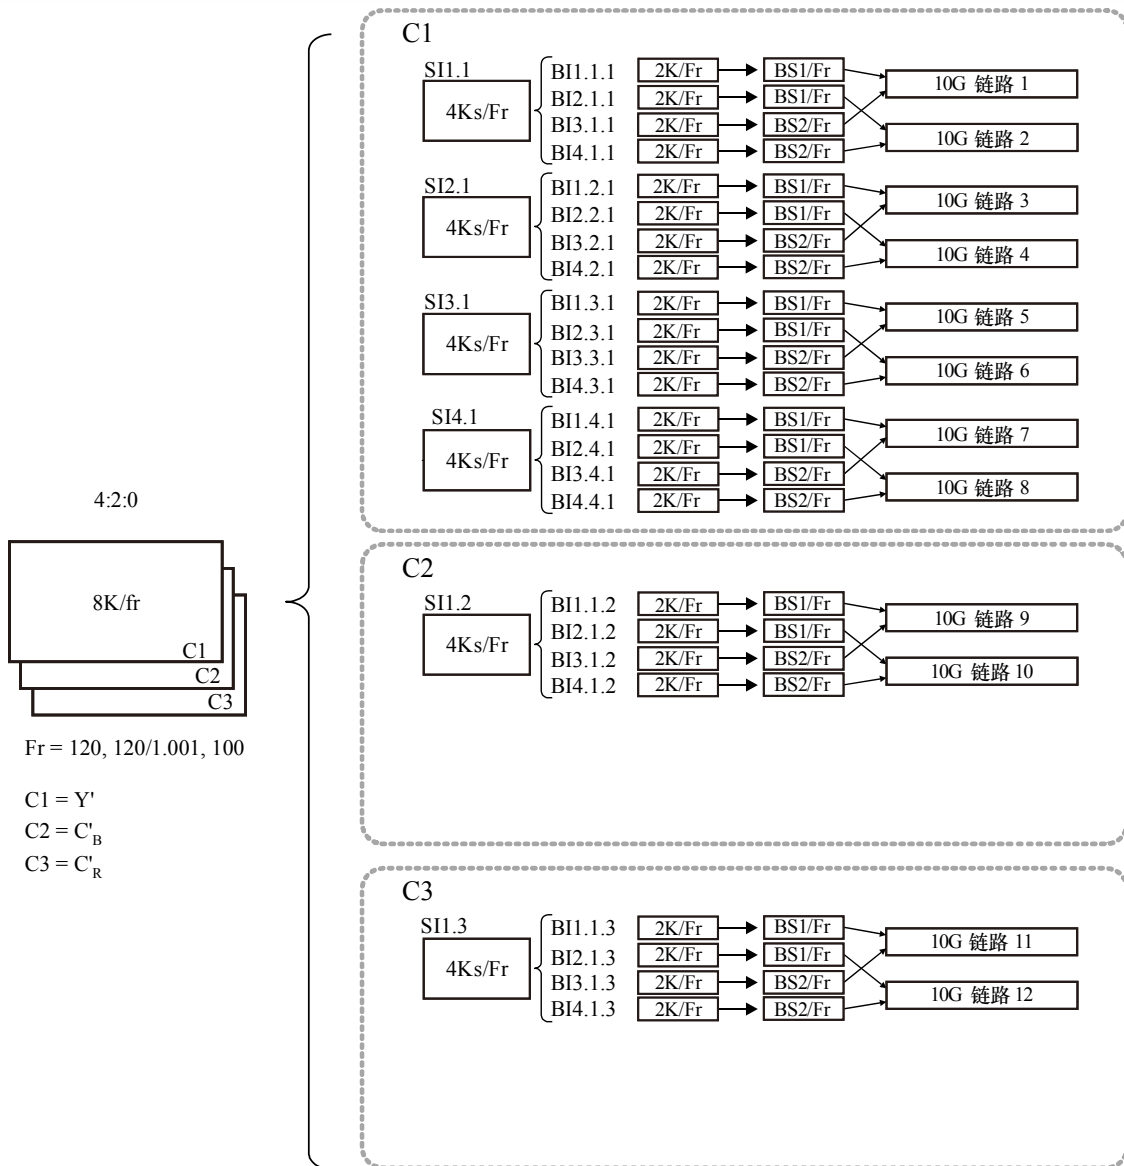 4:2:0
8K/fr
C1
C2
C3
Fr = 120, 120/1.001, 100
C1 = Y'
C2 = C'B
C3 = C'R
C1
SI1.1
4Ks/Fr
BI1.1.1 2K/Fr BS1/Fr
BI2.1.1 2K/Fr BS1/Fr
BI3.1.1 2K/Fr BS2/Fr
BI4.1.1 2K/Fr BS2/Fr
10G 链路 1
10G 链路 2
SI2.1
4Ks/Fr
BI1.2.1 2K/Fr BS1/Fr
BI2.2.1 2K/Fr BS1/Fr
BI3.2.1 2K/Fr BS2/Fr
BI4.2.1 2K/Fr BS2/Fr
10G 链路 3
10G 链路 4
SI3.1
4Ks/Fr
BI1.3.1 2K/Fr BS1/Fr
BI2.3.1 2K/Fr BS1/Fr
BI3.3.1 2K/Fr BS2/Fr
BI4.3.1 2K/Fr BS2/Fr
10G 链路 5
10G 链路 6
SI4.1
4Ks/Fr
BI1.4.1 2K/Fr BS1/Fr
BI2.4.1 2K/Fr BS1/Fr
BI3.4.1 2K/Fr BS2/Fr
BI4.4.1 2K/Fr BS2/Fr
10G 链路 7
10G 链路 8
C2
SI1.2
4Ks/Fr
BI1.1.2 2K/Fr BS1/Fr
BI2.1.2 2K/Fr BS1/Fr
BI3.1.2 2K/Fr BS2/Fr
BI4.1.2 2K/Fr BS2/Fr
10G 链路 9
10G 链路 10
C3
SI1.3
4Ks/Fr
BI1.1.3 2K/Fr BS1/Fr
BI2.1.3 2K/Fr BS1/Fr
BI3.1.3 2K/Fr BS2/Fr
BI4.1.3 2K/Fr BS2/Fr
10G 链路 11
10G 链路 12